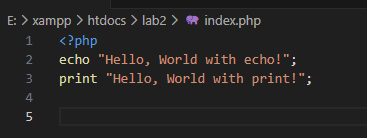 E: > xampp > htdocs > lab2 > index.php
1 <?php
2 echo "Hello, World with echo!";
3 print "Hello, World with print!";
4
5